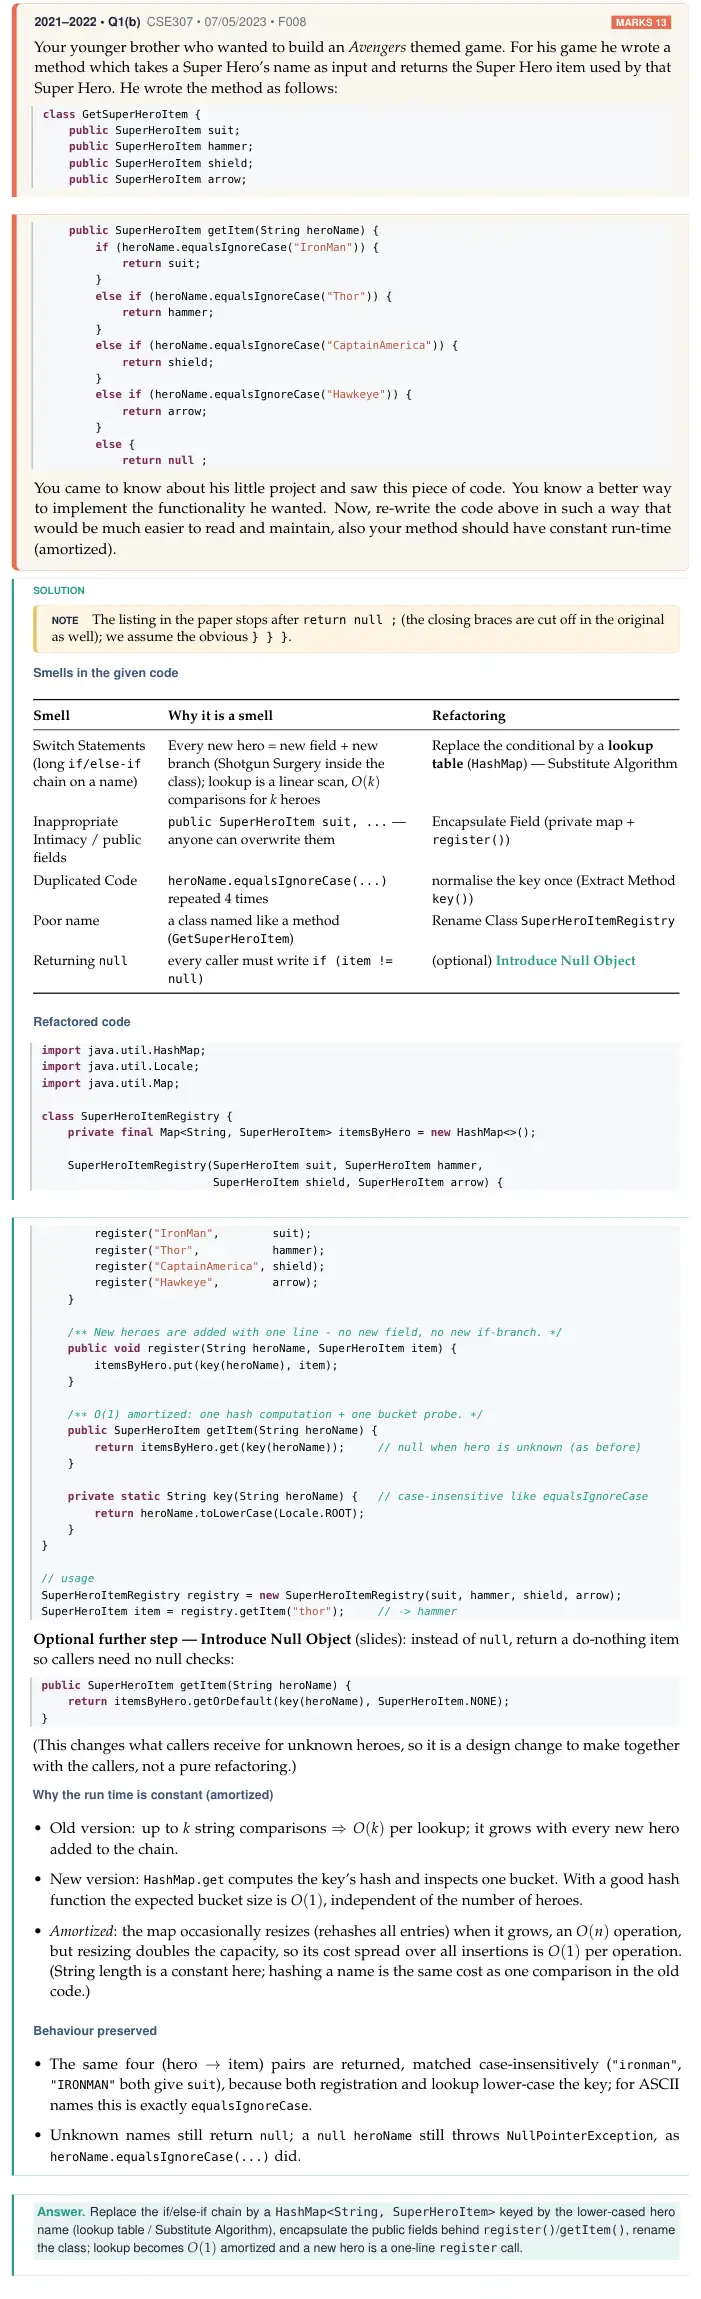 2021–2022 • Q1(b) CSE307 • 07/05/2023 • F008 MARKS 13
Your younger brother who wanted to build an Avengers themed game. For his game he wrote a
method which takes a Super Hero's name as input and returns the Super Hero item used by that
Super Hero. He wrote the method as follows:
class GetSuperHeroItem {
    public SuperHeroItem suit;
    public SuperHeroItem hammer;
    public SuperHeroItem shield;
    public SuperHeroItem arrow;
    public SuperHeroItem getItem(String heroName) {
        if (heroName.equalsIgnoreCase("IronMan")) {
            return suit;
        }
        else if (heroName.equalsIgnoreCase("Thor")) {
            return hammer;
        }
        else if (heroName.equalsIgnoreCase("CaptainAmerica")) {
            return shield;
        }
        else if (heroName.equalsIgnoreCase("Hawkeye")) {
            return arrow;
        }
        else {
            return null ;
You came to know about his little project and saw this piece of code. You know a better way
to implement the functionality he wanted. Now, re-write the code above in such a way that
would be much easier to read and maintain, also your method should have constant run-time
(amortized).
SOLUTION
NOTE The listing in the paper stops after return null ; (the closing braces are cut off in the original
as well); we assume the obvious } } }.
Smells in the given code
Smell Why it is a smell Refactoring
Switch Statements Every new hero = new field + new Replace the conditional by a lookup
(long if/else-if branch (Shotgun Surgery inside the table (HashMap) — Substitute Algorithm
chain on a name) class); lookup is a linear scan, O(k)
comparisons for k heroes
Inappropriate public SuperHeroItem suit, ... — Encapsulate Field (private map +
Intimacy / public anyone can overwrite them register())
fields
Duplicated Code heroName.equalsIgnoreCase(...) normalise the key once (Extract Method
repeated 4 times key())
Poor name a class named like a method Rename Class SuperHeroItemRegistry
(GetSuperHeroItem)
Returning null every caller must write if (item != (optional) Introduce Null Object
null)
Refactored code
import java.util.HashMap;
import java.util.Locale;
import java.util.Map;
class SuperHeroItemRegistry {
    private final Map<String, SuperHeroItem> itemsByHero = new HashMap<>();
    SuperHeroItemRegistry(SuperHeroItem suit, SuperHeroItem hammer,
                          SuperHeroItem shield, SuperHeroItem arrow) {
        register("IronMan",        suit);
        register("Thor",           hammer);
        register("CaptainAmerica", shield);
        register("Hawkeye",        arrow);
    }
    /** New heroes are added with one line - no new field, no new if-branch. */
    public void register(String heroName, SuperHeroItem item) {
        itemsByHero.put(key(heroName), item);
    }
    /** O(1) amortized: one hash computation + one bucket probe. */
    public SuperHeroItem getItem(String heroName) {
        return itemsByHero.get(key(heroName));     // null when hero is unknown (as before)
    }
    private static String key(String heroName) {   // case-insensitive like equalsIgnoreCase
        return heroName.toLowerCase(Locale.ROOT);
    }
}
// usage
SuperHeroItemRegistry registry = new SuperHeroItemRegistry(suit, hammer, shield, arrow);
SuperHeroItem item = registry.getItem("thor");     // -> hammer
Optional further step — Introduce Null Object (slides): instead of null, return a do-nothing item
so callers need no null checks:
public SuperHeroItem getItem(String heroName) {
    return itemsByHero.getOrDefault(key(heroName), SuperHeroItem.NONE);
}
(This changes what callers receive for unknown heroes, so it is a design change to make together
with the callers, not a pure refactoring.)
Why the run time is constant (amortized)
• Old version: up to k string comparisons ⇒ O(k) per lookup; it grows with every new hero
added to the chain.
• New version: HashMap.get computes the key's hash and inspects one bucket. With a good hash
function the expected bucket size is O(1), independent of the number of heroes.
• Amortized: the map occasionally resizes (rehashes all entries) when it grows, an O(n) operation,
but resizing doubles the capacity, so its cost spread over all insertions is O(1) per operation.
(String length is a constant here; hashing a name is the same cost as one comparison in the old
code.)
Behaviour preserved
• The same four (hero → item) pairs are returned, matched case-insensitively ("ironman",
"IRONMAN" both give suit), because both registration and lookup lower-case the key; for ASCII
names this is exactly equalsIgnoreCase.
• Unknown names still return null; a null heroName still throws NullPointerException, as
heroName.equalsIgnoreCase(...) did.
Answer. Replace the if/else-if chain by a HashMap<String, SuperHeroItem> keyed by the lower-cased hero
name (lookup table / Substitute Algorithm), encapsulate the public fields behind register()/getItem(), rename
the class; lookup becomes O(1) amortized and a new hero is a one-line register call.